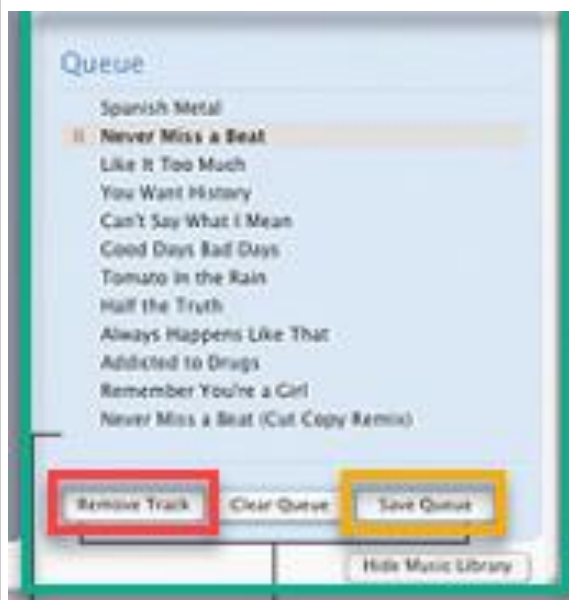 Queue
Spanish Metal
Never Miss a Beat
Like It Too Much
You Want History
Can't Say What I Mean
Good Days Bad Days
Tomato in the Rain
Half the Truth
Always Happens Like That
Addicted to Drugs
Remember You're a Girl
Never Miss a Beat (Cut Copy Remix)
Remove Track Clear Queue Save Queue
Hide Music Library